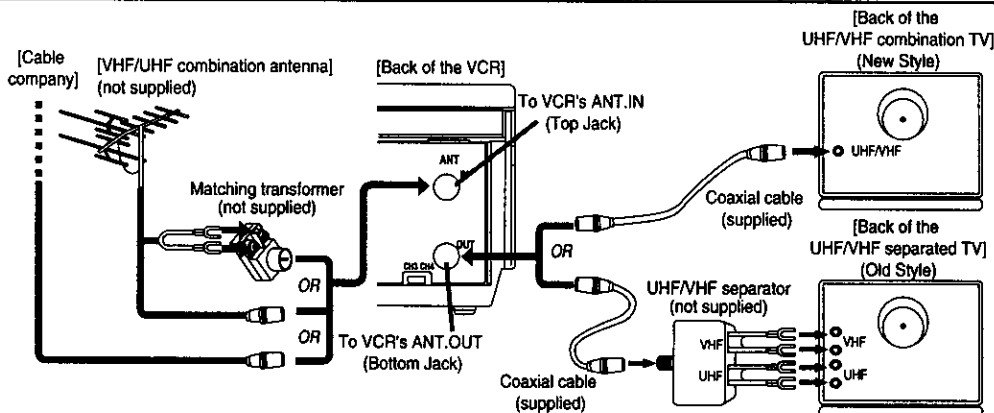 [Cable
company]
[VHF/UHF combination antenna]
(not supplied)
[Back of the VCR]
To VCR's ANT.IN
(Top Jack)
ANT
Matching transformer
(not supplied)
OR
OR
OUT
CH3 CH4
To VCR's ANT.OUT
(Bottom Jack)
OR
Coaxial cable
(supplied)
[Back of the
UHF/VHF combination TV]
(New Style)
UHF/VHF
Coaxial cable
(supplied)
UHF/VHF separator
(not supplied)
VHF
UHF
[Back of the
UHF/VHF separated TV]
(Old Style)
VHF
UHF